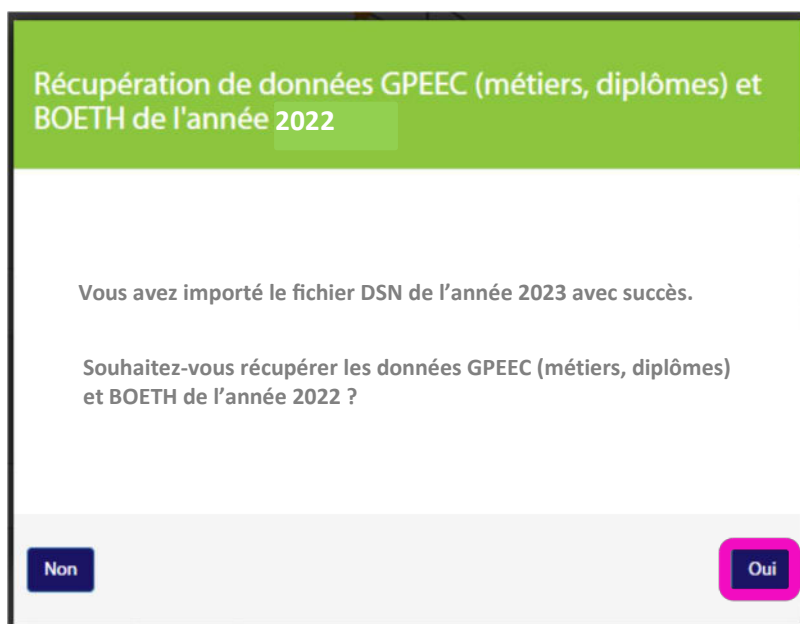 Récupération de données GPEEC (métiers, diplômes) et
BOETH de l'année 2022
Vous avez importé le fichier DSN de l’année 2023 avec succès.
Souhaitez-vous récupérer les données GPEEC (métiers, diplômes)
et BOETH de l’année 2022 ?
Non
Oui